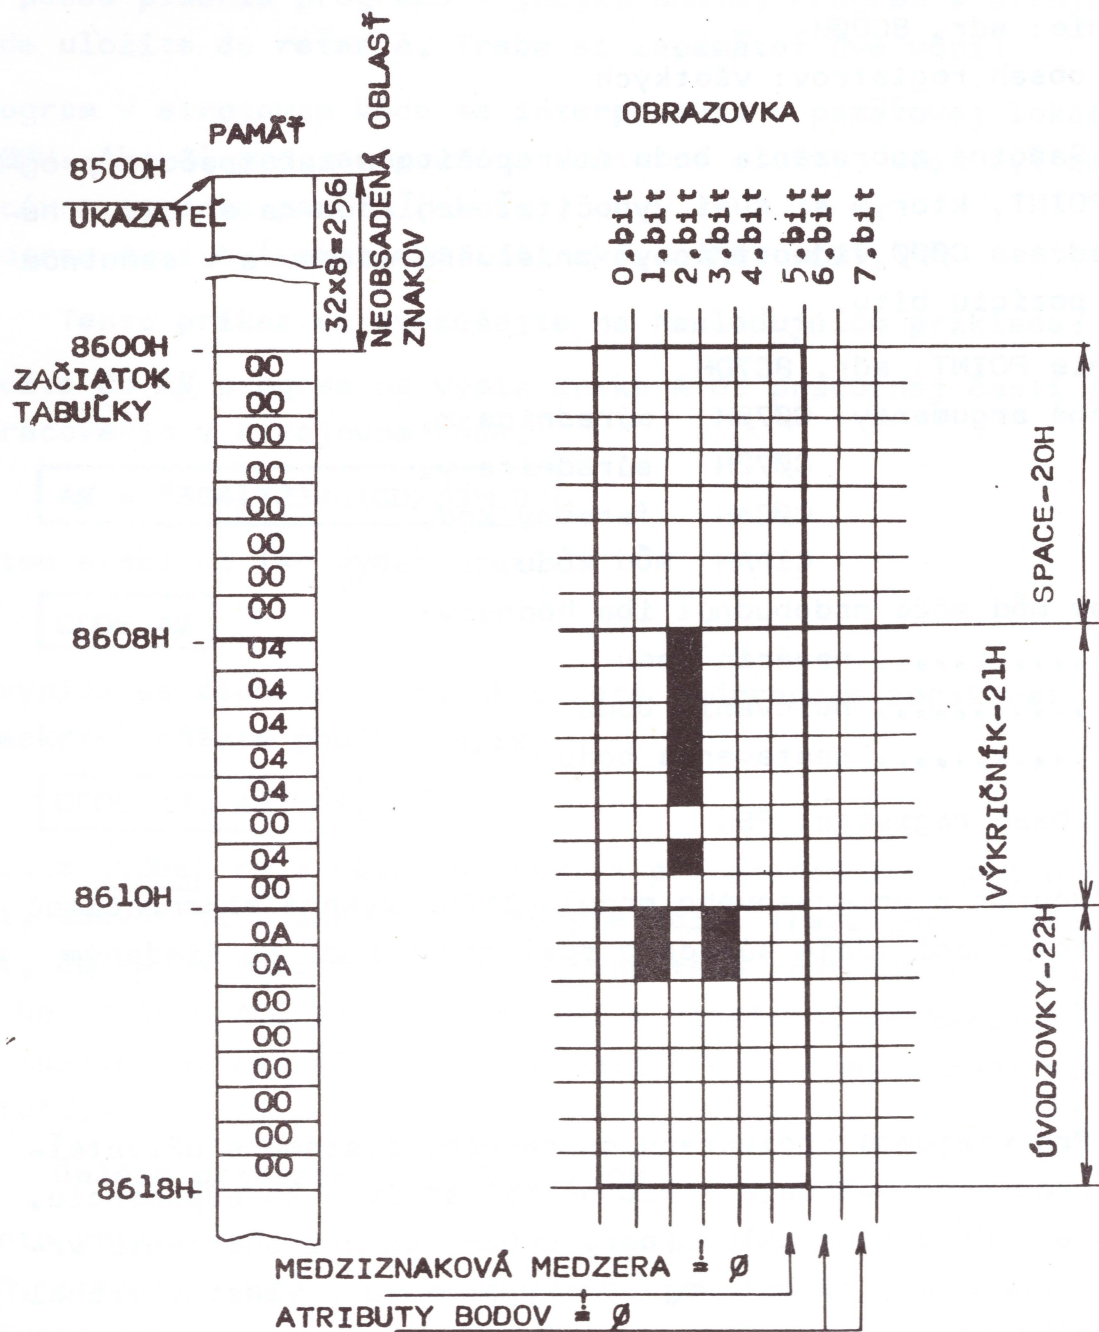 PAMÄŤ
8500H
UKAZATEĽ
32x8=256
NEOBSADENÁ OBLASŤ
ZNAKOV
8600H
ZAČIATOK
TABUĽKY
00
00
00
00
00
00
00
00
8608H
04
04
04
04
04
00
04
00
8610H
0A
0A
00
00
00
00
00
00
8618H
OBRAZOVKA
0 bit
1 bit
2 bit
3 bit
4 bit
5 bit
6 bit
7 bit
SPACE-20H
VÝKRIČNÍK-21H
ÚVODZOVKY-22H
MEDZIZNAKOVÁ MEDZERA != Ø
ATRIBUTY BODOV != Ø